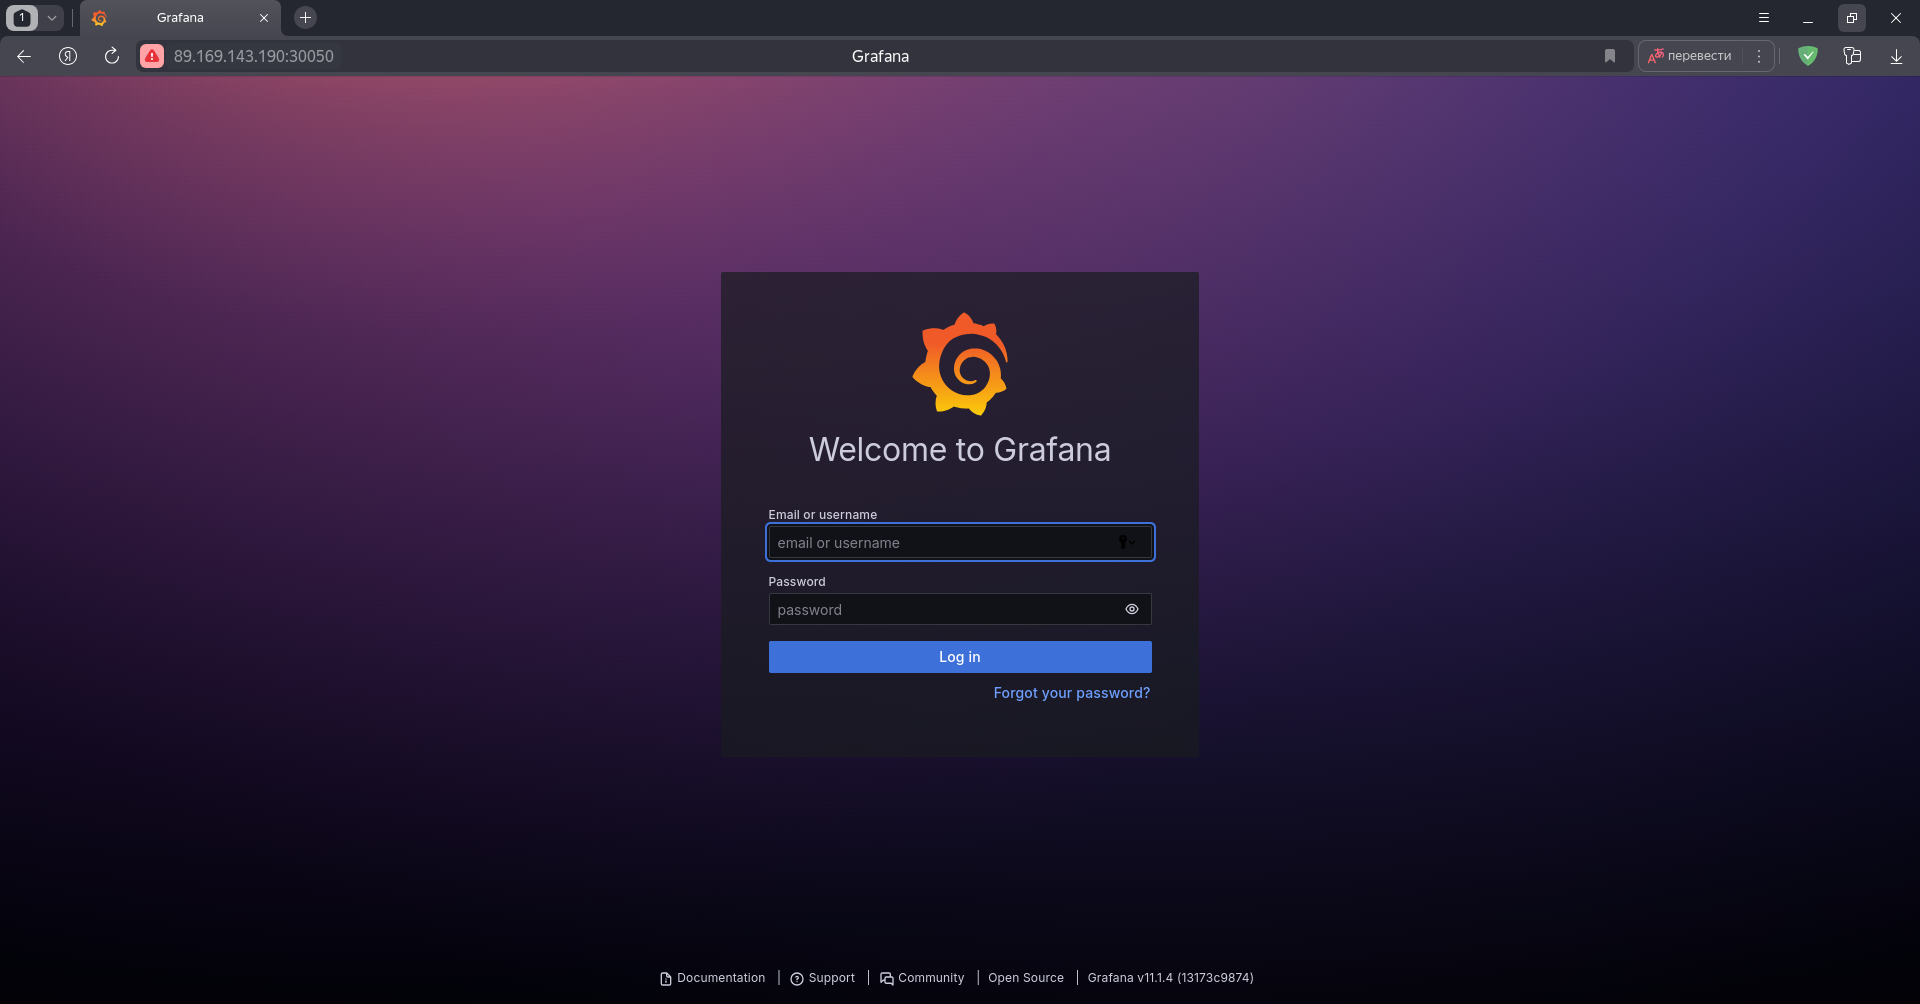 1
Grafana
89.169.143.190:30050
Grafana
перевести
Welcome to Grafana
Email or username
email or username
Password
password
Log in
Forgot your password?
Documentation | Support | Community | Open Source | Grafana v11.1.4 (13173c9874)